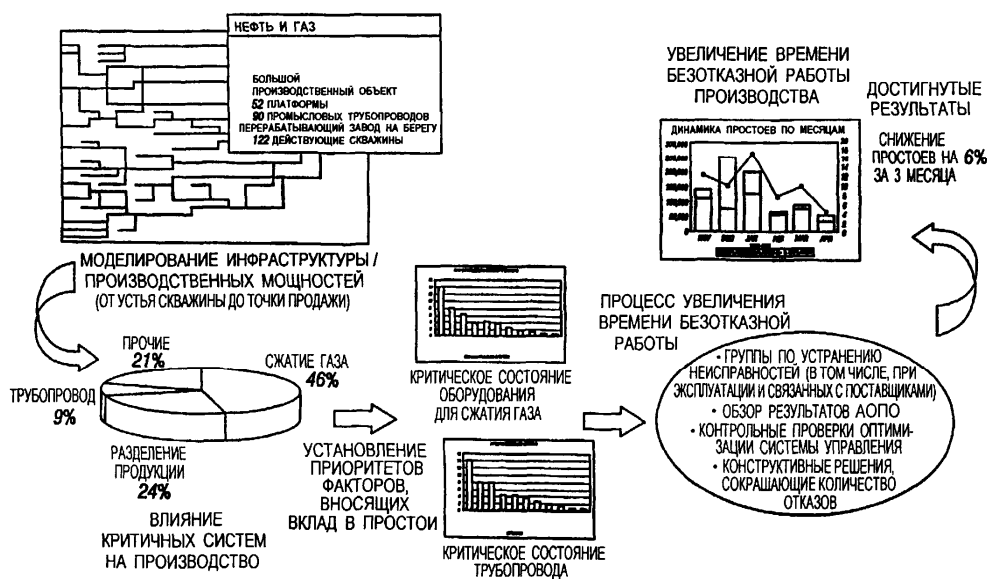 НЕФТЬ И ГАЗ
БОЛЬШОЙ
ПРОИЗВОДСТВЕННЫЙ ОБЪЕКТ
52 ПЛАТФОРМЫ
90 ПРОМЫСЛОВЫХ ТРУБОПРОВОДОВ
ПЕРЕРАБАТЫВАЮЩИЙ ЗАВОД НА БЕРЕГУ
122 ДЕЙСТВУЮЩИЕ СКВАЖИНЫ
МОДЕЛИРОВАНИЕ ИНФРАСТРУКТУРЫ /
ПРОИЗВОДСТВЕННЫХ МОЩНОСТЕЙ
(ОТ УСТЬЯ СКВАЖИНЫ ДО ТОЧКИ ПРОДАЖИ)
ПРОЧИЕ
21%
СЖАТИЕ ГАЗА
46%
ТРУБОПРОВОД
9%
РАЗДЕЛЕНИЕ
ПРОДУКЦИИ
24%
ВЛИЯНИЕ
КРИТИЧНЫХ СИСТЕМ
НА ПРОИЗВОДСТВО
УСТАНОВЛЕНИЕ
ПРИОРИТЕТОВ
ФАКТОРОВ,
ВНОСЯЩИХ
ВКЛАД В ПРОСТОИ
КРИТИЧЕСКОЕ СОСТОЯНИЕ
ОБОРУДОВАНИЯ
ДЛЯ СЖАТИЯ ГАЗА
КРИТИЧЕСКОЕ СОСТОЯНИЕ
ТРУБОПРОВОДА
ПРОЦЕСС УВЕЛИЧЕНИЯ
ВРЕМЕНИ БЕЗОТКАЗНОЙ
РАБОТЫ
• ГРУППЫ ПО УСТРАНЕНИЮ
НЕИСПРАВНОСТЕЙ (В ТОМ ЧИСЛЕ, ПРИ
ЭКСПЛУАТАЦИИ И СВЯЗАННЫХ С ПОСТАВЩИКАМИ)
• ОБЗОР РЕЗУЛЬТАТОВ АОПО
• КОНТРОЛЬНЫЕ ПРОВЕРКИ ОПТИМИ-
ЗАЦИИ СИСТЕМЫ УПРАВЛЕНИЯ
• КОНСТРУКТИВНЫЕ РЕШЕНИЯ,
СОКРАЩАЮЩИЕ КОЛИЧЕСТВО
ОТКАЗОВ
УВЕЛИЧЕНИЕ ВРЕМЕНИ
БЕЗОТКАЗНОЙ РАБОТЫ
ПРОИЗВОДСТВА
ДИНАМИКА ПРОСТОЕВ ПО МЕСЯЦАМ
ДОСТИГНУТЫЕ
РЕЗУЛЬТАТЫ
СНИЖЕНИЕ
ПРОСТОЕВ НА 6%
ЗА 3 МЕСЯЦА